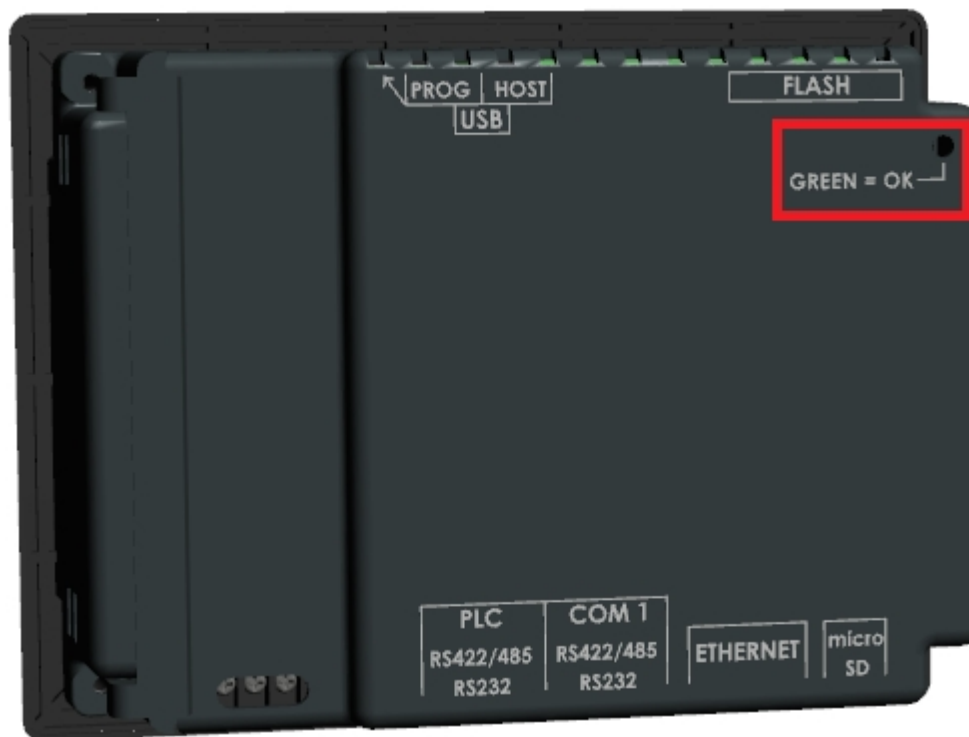 PROG HOST
USB
FLASH
GREEN = OK
PLC
RS422/485
RS232
COM 1
RS422/485
RS232
ETHERNET
micro
SD